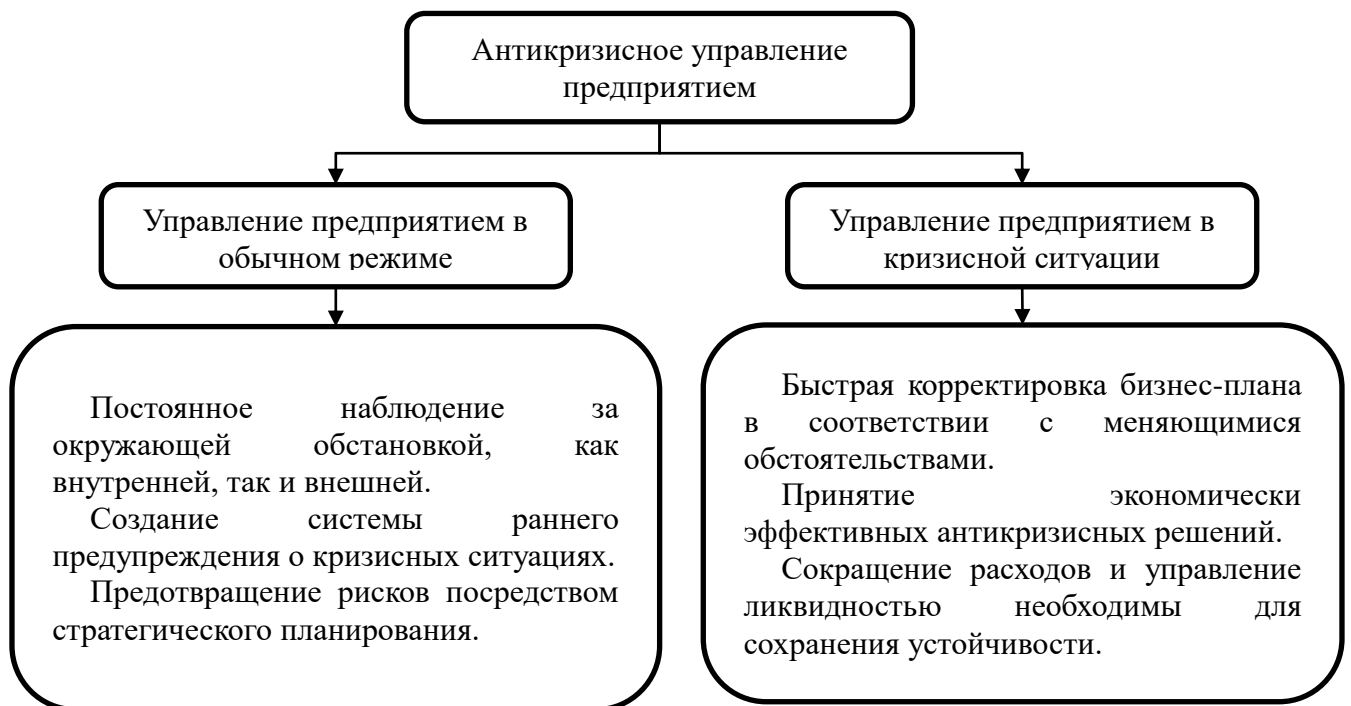 Антикризисное управление
предприятием
Управление предприятием в
обычном режиме
Управление предприятием в
кризисной ситуации
Постоянное наблюдение за
окружающей обстановкой, как
внутренней, так и внешней.
Создание системы раннего
предупреждения о кризисных ситуациях.
Предотвращение рисков посредством
стратегического планирования.
Быстрая корректировка бизнес-плана
в соответствии с меняющимися
обстоятельствами.
Принятие экономически
эффективных антикризисных решений.
Сокращение расходов и управление
ликвидностью необходимы для
сохранения устойчивости.